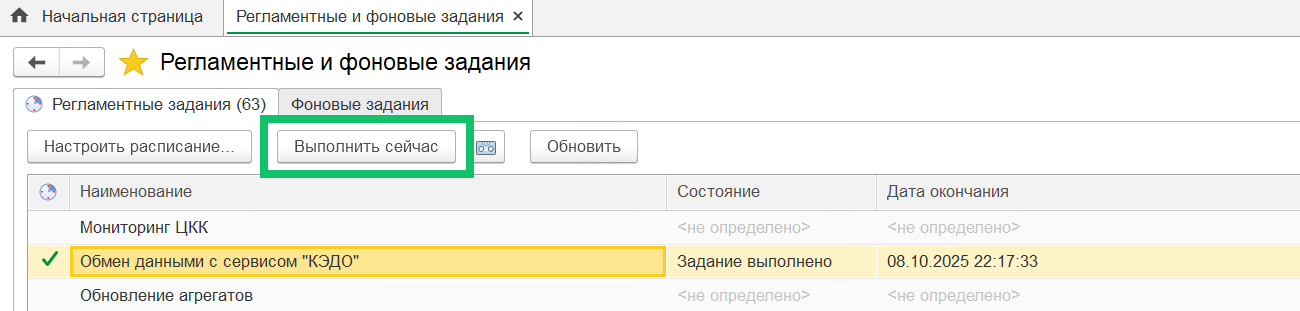 Начальная страница Регламентные и фоновые задания ×
Регламентные и фоновые задания
Регламентные задания (63) Фоновые задания
Настроить расписание... Выполнить сейчас Обновить
Наименование Состояние Дата окончания
Мониторинг ЦКК <не определено> <не определено>
Обмен данными с сервисом "КЭДО" Задание выполнено 08.10.2025 22:17:33
Обновление агрегатов <не определено> <не определено>